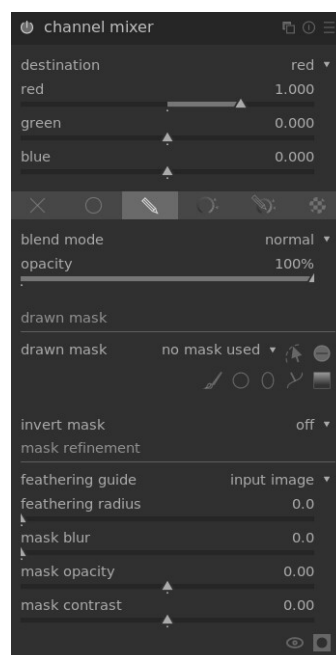 channel mixer
destination red
red 1.000
green 0.000
blue 0.000
blend mode normal
opacity 100%
drawn mask
drawn mask no mask used
invert mask off
mask refinement
feathering guide input image
feathering radius 0.0
mask blur 0.0
mask opacity 0.00
mask contrast 0.00